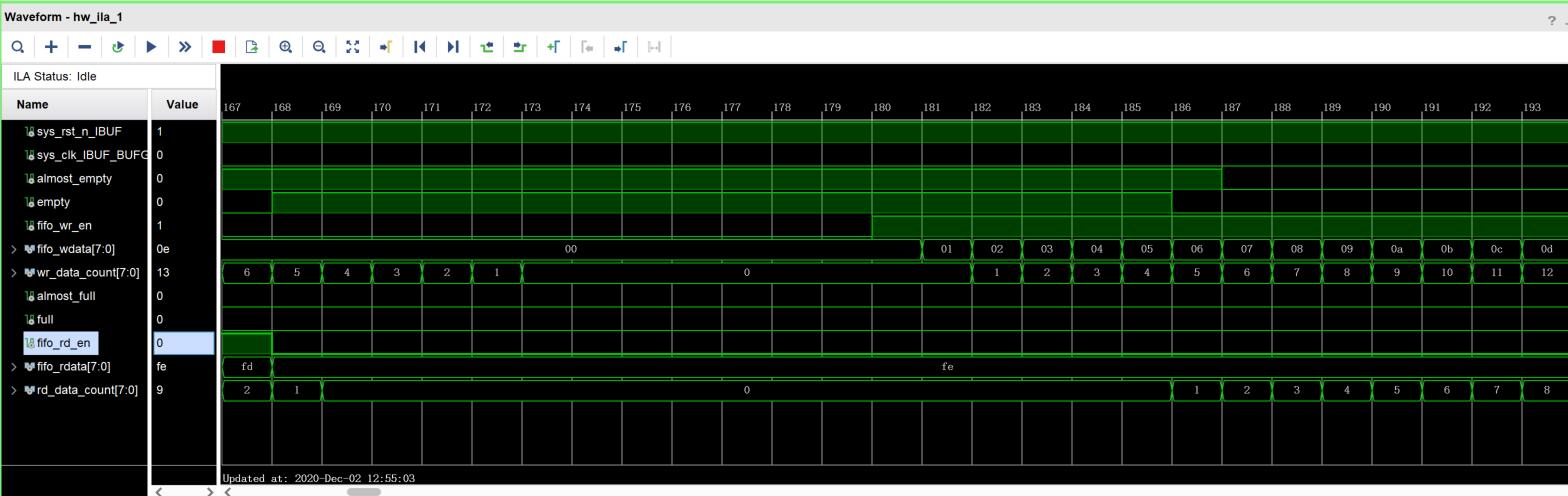 Waveform - hw_ila_1
?
ILA Status: Idle
Name Value
167 168 169 170 171 172 173 174 175 176 177 178 179 180 181 182 183 184 185 186 187 188 189 190 191 192 193
sys_rst_n_IBUF 1
sys_clk_IBUF_BUFG 0
almost_empty 0
empty 0
fifo_wr_en 1
fifo_wdata[7:0] 0e 00 01 02 03 04 05 06 07 08 09 0a 0b 0c 0d
wr_data_count[7:0] 13 6 5 4 3 2 1 0 1 2 3 4 5 6 7 8 9 10 11 12
almost_full 0
full 0
fifo_rd_en 0
fifo_rdata[7:0] fe fd fe
rd_data_count[7:0] 9 2 1 0 1 2 3 4 5 6 7 8
Updated at: 2020-Dec-02 12:55:03